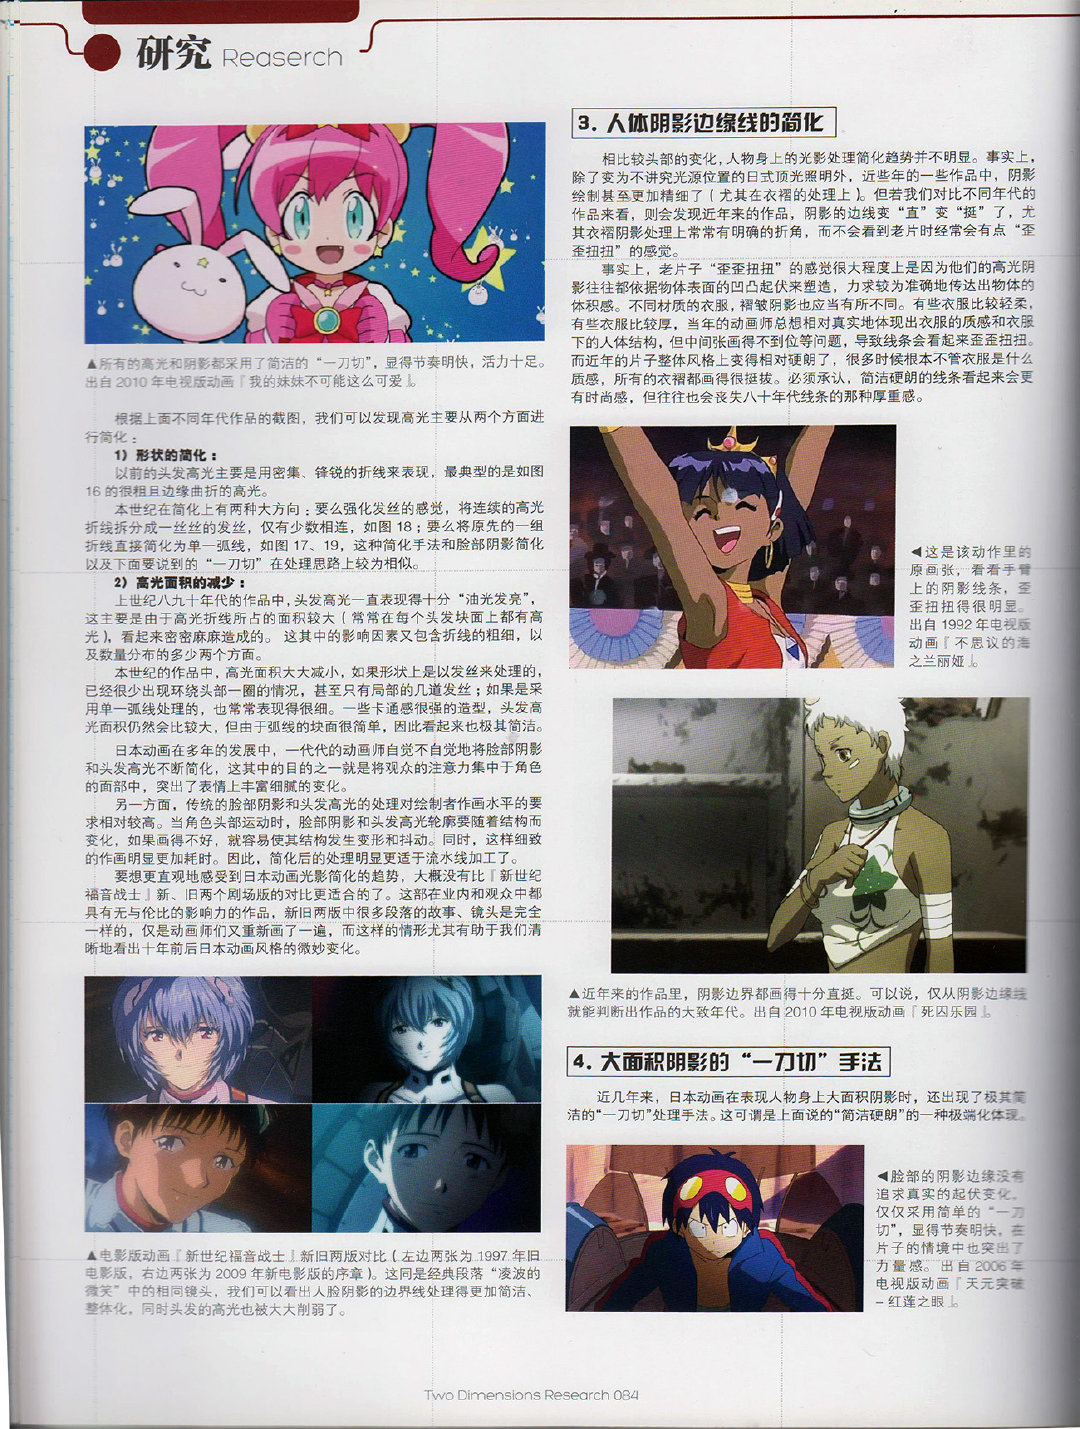 研究 Reaserch
▲所有的高光和阴影都采用了简洁的“一刀切”，显得节奏明快，活力十足。
出自 2010 年电视版动画『我的妹妹不可能这么可爱』。
根据上面不同年代作品的截图，我们可以发现高光主要从两个方面进
行简化：
1）形状的简化：
以前的头发高光主要是用密集、锋锐的折线来表现，最典型的是如图
16 的很粗且边缘曲折的高光。
本世纪在简化上有两种大方向：要么强化发丝的感觉，将连续的高光
折线拆分成一丝丝的发丝，仅有少数相连，如图 18；要么将原先的一组
折线直接简化为单一弧线，如图 17、19，这种简化手法和脸部阴影简化
以及下面要说到的“一刀切”在处理思路上较为相似。
2）高光面积的减少：
上世纪八九十年代的作品中，头发高光一直表现得十分“油光发亮”，
这主要是由于高光折线所占的面积较大（常常在每个头发块面上都有高
光），看起来密密麻麻造成的。 这其中的影响因素又包含折线的粗细，以
及数量分布的多少两个方面。
本世纪的作品中，高光面积大大减小，如果形状上是以发丝来处理的，
已经很少出现环绕头部一圈的情况，甚至只有局部的几道发丝；如果是采
用单一弧线处理的，也常常表现得很细。一些卡通感很强的造型，头发高
光面积仍然会比较大，但由于弧线的块面很简单，因此看起来也极其简洁。
日本动画在多年的发展中，一代代的动画师自觉不自觉地将脸部阴影
和头发高光不断简化，这其中的目的之一就是将观众的注意力集中于角色
的面部中，突出了表情上丰富细腻的变化。
另一方面，传统的脸部阴影和头发高光的处理对绘制者作画水平的要
求相对较高。当角色头部运动时，脸部阴影和头发高光轮廓要随着结构而
变化，如果画得不好，就容易使其结构发生变形和抖动。同时，这样细致
的作画明显更加耗时。因此，简化后的处理明显更适于流水线加工了。
要想更直观地感受到日本动画光影简化的趋势，大概没有比『新世纪
福音战士』新、旧两个剧场版的对比更适合的了。这部在业内和观众中都
具有无与伦比的影响力的作品，新旧两版中很多段落的故事、镜头是完全
一样的，仅是动画师们又重新画了一遍，而这样的情形尤其有助于我们清
晰地看出十年前后日本动画风格的微妙变化。
▲电影版动画『新世纪福音战士』新旧两版对比（左边两张为 1997 年旧
电影版，右边两张为 2009 年新电影版的序章）。这同是经典段落“凌波的
微笑”中的相同镜头，我们可以看出人脸阴影的边界线处理得更加简洁、
整体化，同时头发的高光也被大大削弱了。
3. 人体阴影边缘线的简化
相比较头部的变化，人物身上的光影处理简化趋势并不明显。事实上，
除了变为不讲究光源位置的日式顶光照明外，近些年的一些作品中，阴影
绘制甚至更加精细了（尤其在衣褶的处理上）。但若我们对比不同年代的
作品来看，则会发现近年来的作品，阴影的边线变“直”变“挺”了，尤
其衣褶阴影处理上常常有明确的折角，而不会看到老片时经常会有点“歪
歪扭扭”的感觉。
事实上，老片子“歪歪扭扭”的感觉很大程度上是因为他们的高光阴
影往往都依据物体表面的凹凸起伏来塑造，力求较为准确地传达出物体的
体积感。不同材质的衣服，褶皱阴影也应当有所不同。有些衣服比较轻柔，
有些衣服比较厚，当年的动画师总想相对真实地体现出衣服的质感和衣服
下的人体结构，但中间张画得不到位等问题，导致线条会看起来歪歪扭扭。
而近年的片子整体风格上变得相对硬朗了，很多时候根本不管衣服是什么
质感，所有的衣褶都画得很挺拔。必须承认，简洁硬朗的线条看起来会更
有时尚感，但往往也会丧失八十年代线条的那种厚重感。
◀这是该动作里的
原画张，看看手臂
上的阴影线条，歪
歪扭扭得很明显。
出自 1992 年电视版
动画『不思议的海
之兰丽娅』。
▲近年来的作品里，阴影边界都画得十分直挺。可以说，仅从阴影边缘线
就能判断出作品的大致年代。出自 2010 年电视版动画『死囚乐园』。
4. 大面积阴影的“一刀切”手法
近几年来，日本动画在表现人物身上大面积阴影时，还出现了极其简
洁的“一刀切”处理手法。这可谓是上面说的“简洁硬朗”的一种极端化体现。
◀脸部的阴影边缘没有
追求真实的起伏变化，
仅仅采用简单的“一刀
切”，显得节奏明快，在
片子的情境中也突出了
力量感。出自 2006 年
电视版动画『天元突破
－红莲之眼』。
Two Dimensions Research 084